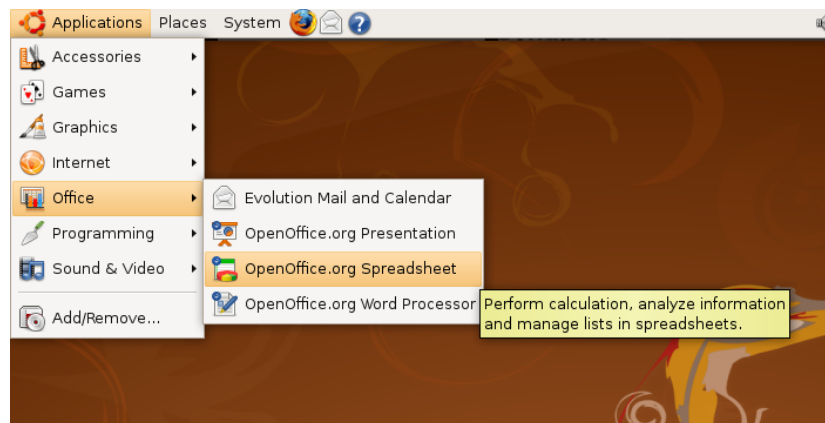 Applications Places System
Accessories
Games
Graphics
Internet
Office
Programming
Sound & Video
Add/Remove...
Evolution Mail and Calendar
OpenOffice.org Presentation
OpenOffice.org Spreadsheet
OpenOffice.org Word Processor
Perform calculation, analyze information
and manage lists in spreadsheets.